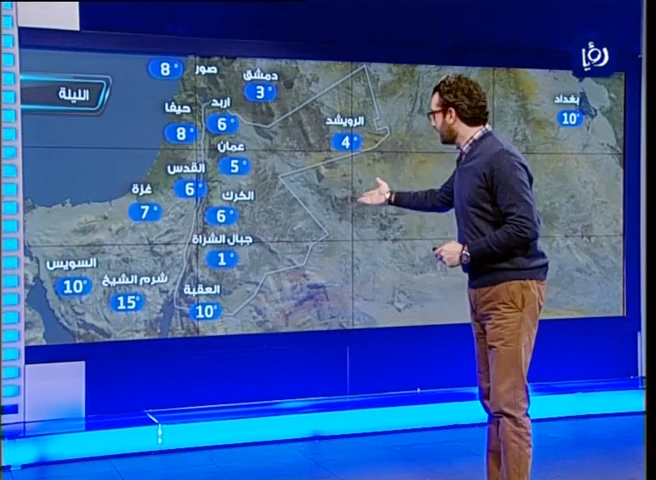 رؤيا
الليلة
صور
8°
دمشق
3°
بغداد
10°
حيفا
8°
اربد
6°
الرويشد
4°
عمان
5°
القدس
6°
غزة
7°
الكرك
6°
جبال الشراة
1°
السويس
10°
شرم الشيخ
15°
العقبة
10°